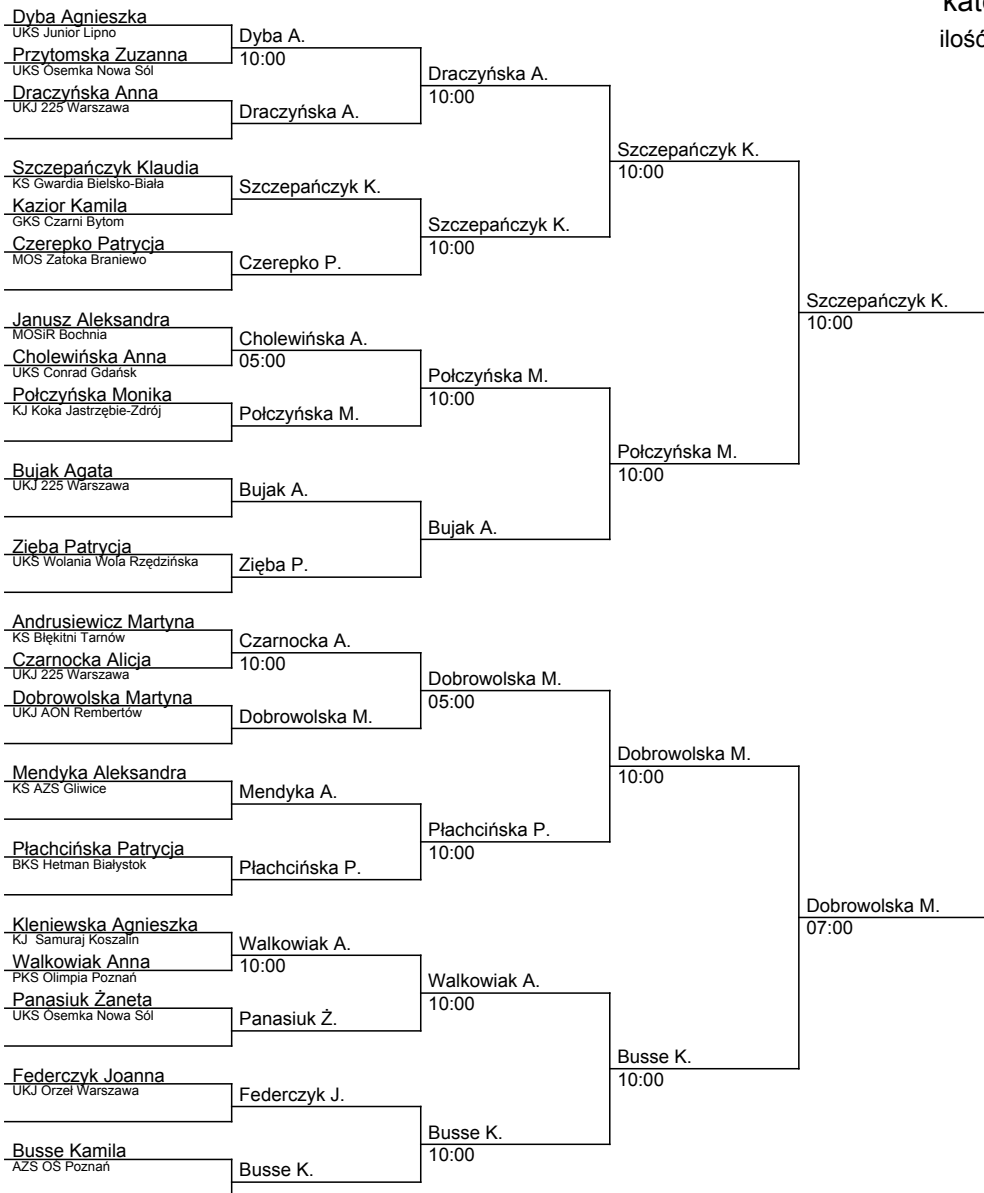 Dyba Agnieszka
UKS Junior Lipno
Przytomska Zuzanna
UKS Ósemka Nowa Sól
Draczyńska Anna
UKJ 225 Warszawa
Szczepańczyk Klaudia
KS Gwardia Bielsko-Biała
Kazior Kamila
GKS Czarni Bytom
Czerepko Patrycja
MOS Zatoka Braniewo
Janusz Aleksandra
MOSiR Bochnia
Cholewińska Anna
UKS Conrad Gdańsk
Połczyńska Monika
KJ Koka Jastrzębie-Zdrój
Bujak Agata
UKJ 225 Warszawa
Zięba Patrycja
UKS Wolania Wola Rzędzińska
Andrusiewicz Martyna
KS Błękitni Tarnów
Czarnocka Alicja
UKJ 225 Warszawa
Dobrowolska Martyna
UKJ AON Rembertów
Mendyka Aleksandra
KŚ AZS Gliwice
Płachcińska Patrycja
BKS Hetman Białystok
Kleniewska Agnieszka
KJ Samuraj Koszalin
Walkowiak Anna
PKS Olimpia Poznań
Panasiuk Żaneta
UKS Ósemka Nowa Sól
Federczyk Joanna
UKJ Orzeł Warszawa
Busse Kamila
AZS OŚ Poznań
Dyba A.
10:00
Draczyńska A.
Szczepańczyk K.
Czerepko P.
Cholewińska A.
05:00
Połczyńska M.
Bujak A.
Zięba P.
Czarnocka A.
10:00
Dobrowolska M.
Mendyka A.
Płachcińska P.
Walkowiak A.
10:00
Panasiuk Ż.
Federczyk J.
Busse K.
Draczyńska A.
10:00
Szczepańczyk K.
10:00
Połczyńska M.
10:00
Bujak A.
Dobrowolska M.
05:00
Płachcińska P.
10:00
Walkowiak A.
10:00
Busse K.
10:00
Szczepańczyk K.
10:00
Połczyńska M.
10:00
Dobrowolska M.
10:00
Busse K.
10:00
Szczepańczyk K.
10:00
Dobrowolska M.
07:00
ilość